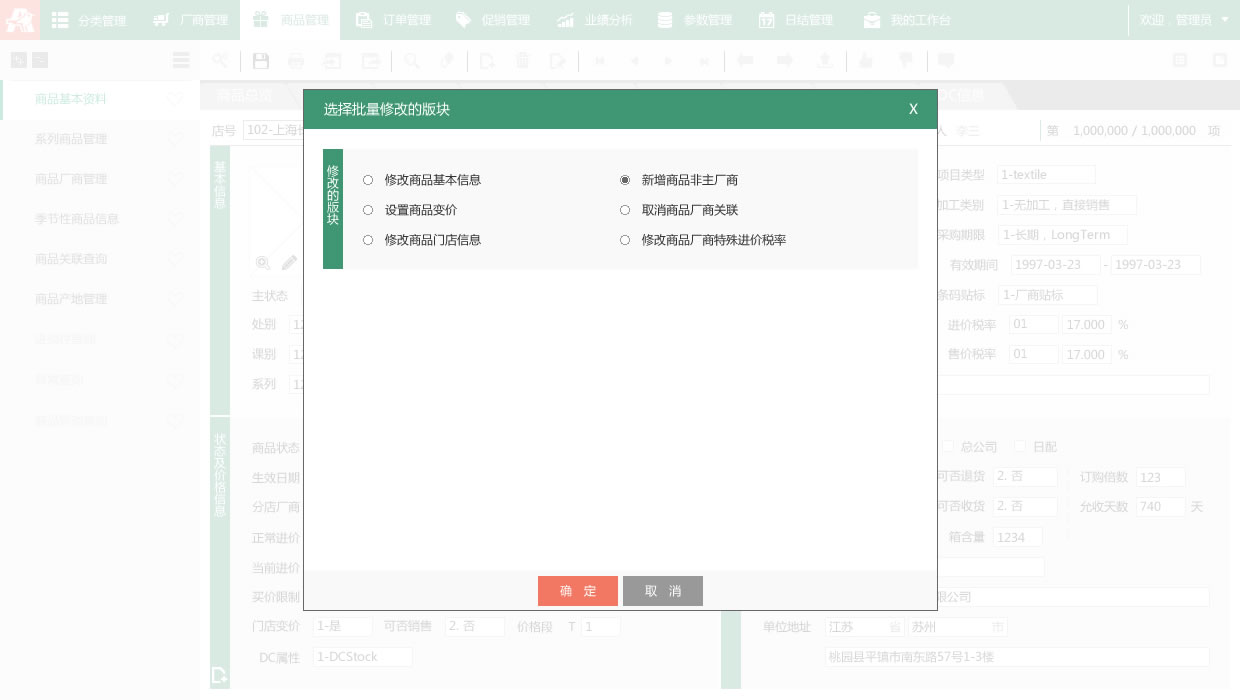 分类管理 厂商管理 商品管理 订单管理 促销管理 业绩分析 参数管理 日结管理 我的工作台 欢迎，管理员
商品基本资料
系列商品管理
商品厂商管理
季节性商品信息
商品关联查询
商品产地管理
商品总览 DC信息
店号 102-上海长 人 李三 第 1,000,000 / 1,000,000 项
选择批量修改的版块 X
修改的版块
修改商品基本信息 新增商品非主厂商
设置商品变价 取消商品厂商关联
修改商品门店信息 修改商品厂商特殊进价税率
确 定 取 消
基本信息
项目类型 1-textile
加工类别 1-无加工，直接销售
采购期限 1-长期，LongTerm
有效期间 1997-03-23 - 1997-03-23
主状态 条码贴标 1-厂商贴标
处别 12 进价税率 01 17.000 %
课别 12 售价税率 01 17.000 %
系列 12
状态及价格信息
商品状态 总公司 日配
生效日期 可否退货 2. 否 订购倍数 123
分店厂商 可否收货 2. 否 允收天数 740 天
正常进价 箱含量 1234
当前进价
买价限制 限公司
门店变价 1-是 可否销售 2. 否 价格段 T 1 单位地址 江苏 省 苏州 市
DC属性 1-DCStock 桃园县平镇市南东路57号1-3楼